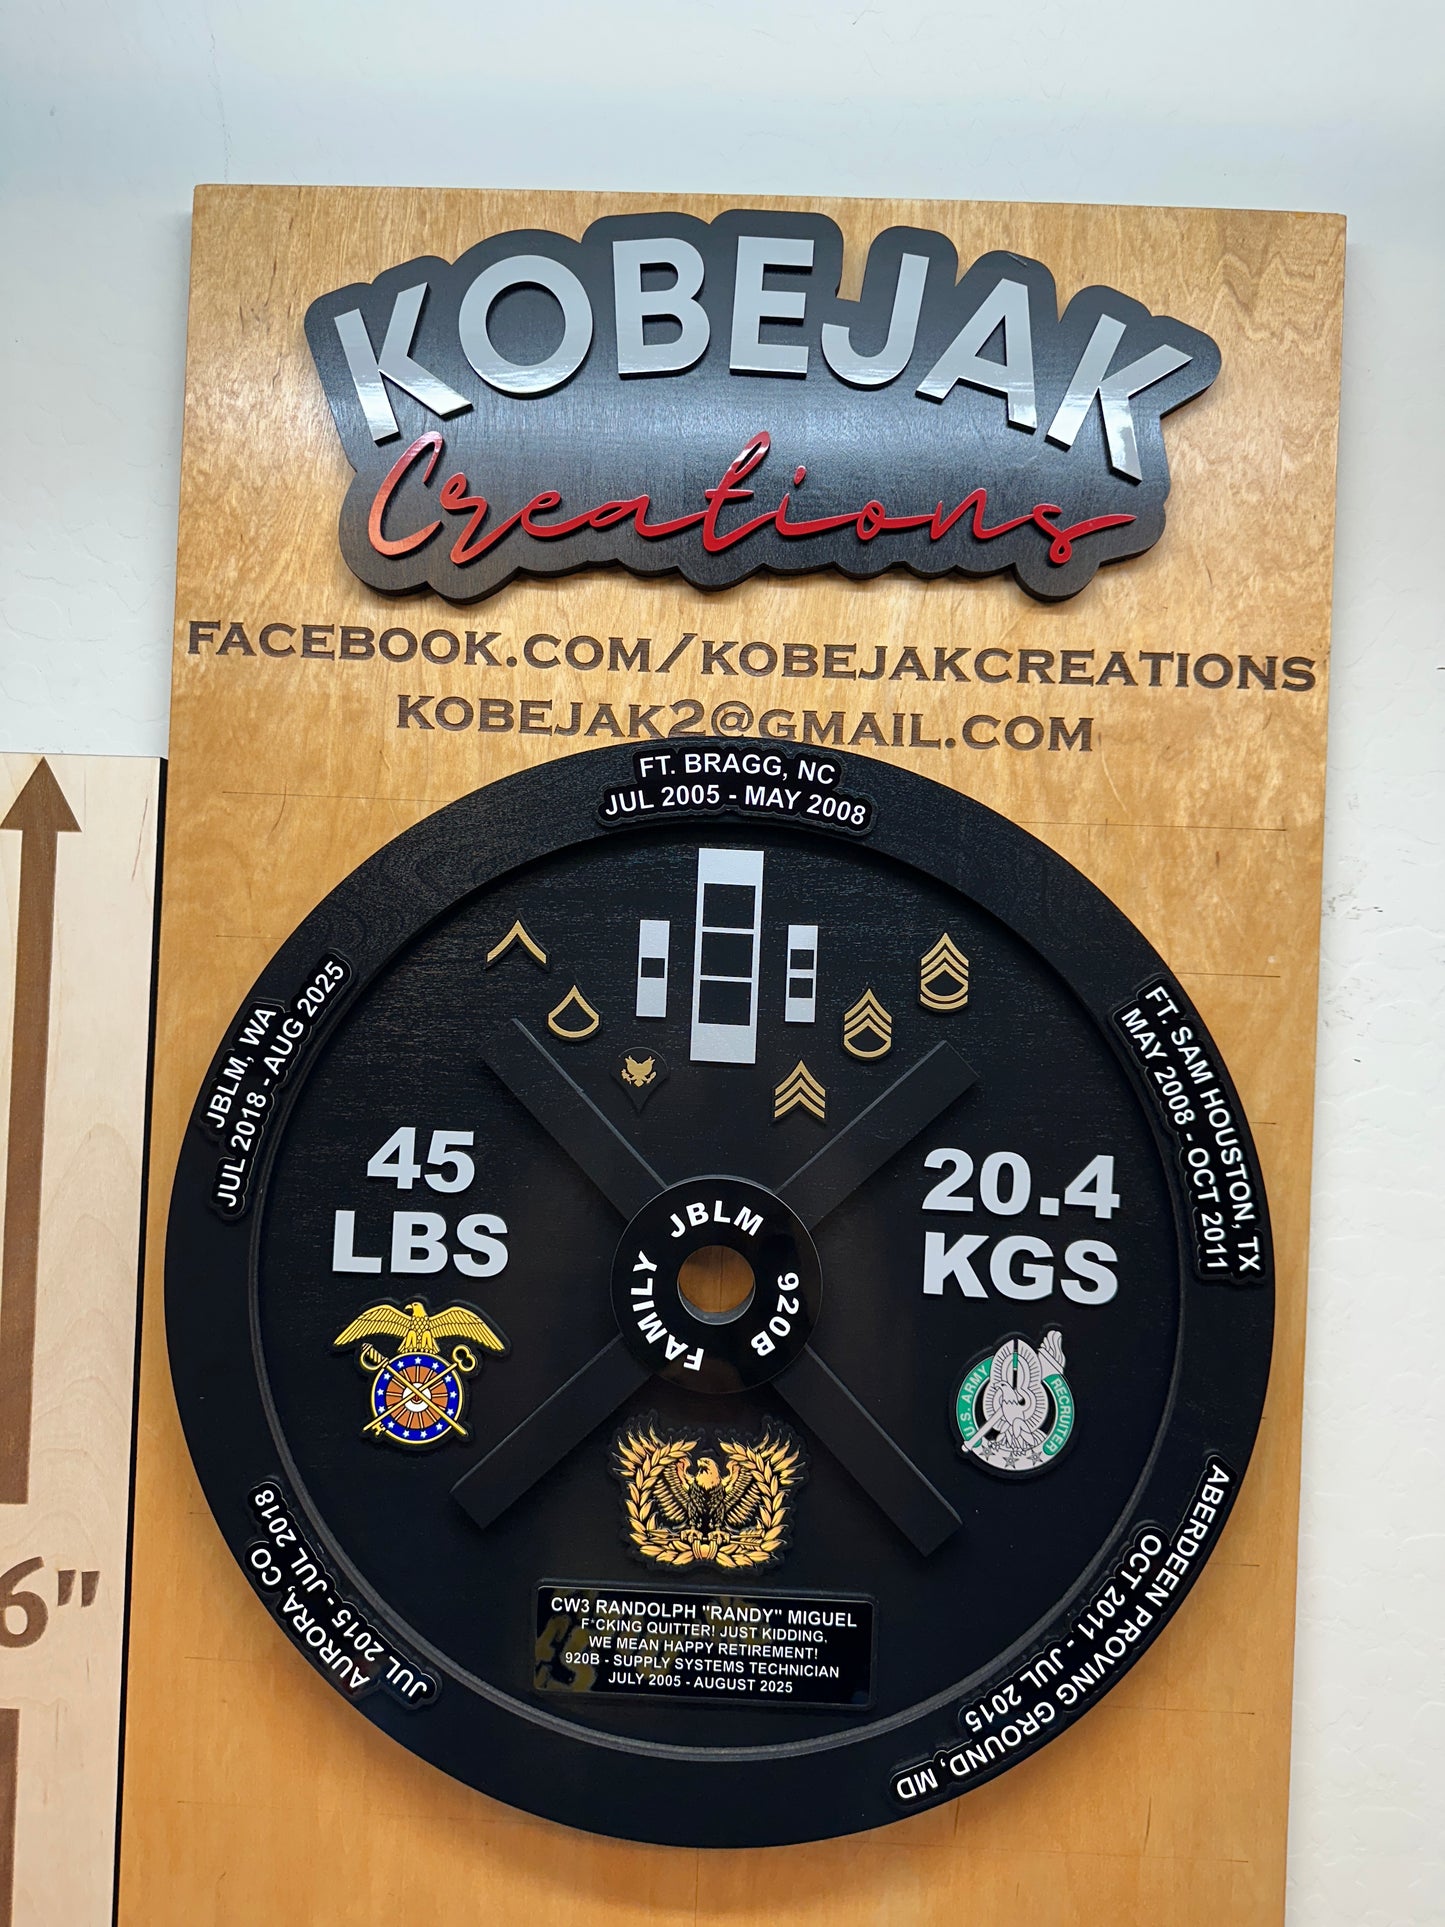 KOBEJAK
Creations
FACEBOOK.COM/KOBEJAKCREATIONS
KOBEJAK2@GMAIL.COM
FT. BRAGG, NC
JUL 2005 - MAY 2008
JBLM, WA
JUL 2018 - AUG 2025
FT. SAM HOUSTON, TX
MAY 2008 - OCT 2011
45
LBS
20.4
KGS
JBLM
920B
FAMILY
U.S. ARMY
RECRUITER
ABERDEEN PROVING GROUND, MD
OCT 2011 - JUL 2015
AURORA, CO
JUL 2015 - JUL 2018
CW3 RANDOLPH "RANDY" MIGUEL
F*CKING QUITTER! JUST KIDDING,
WE MEAN HAPPY RETIREMENT!
920B - SUPPLY SYSTEMS TECHNICIAN
JULY 2005 - AUGUST 2025
6"